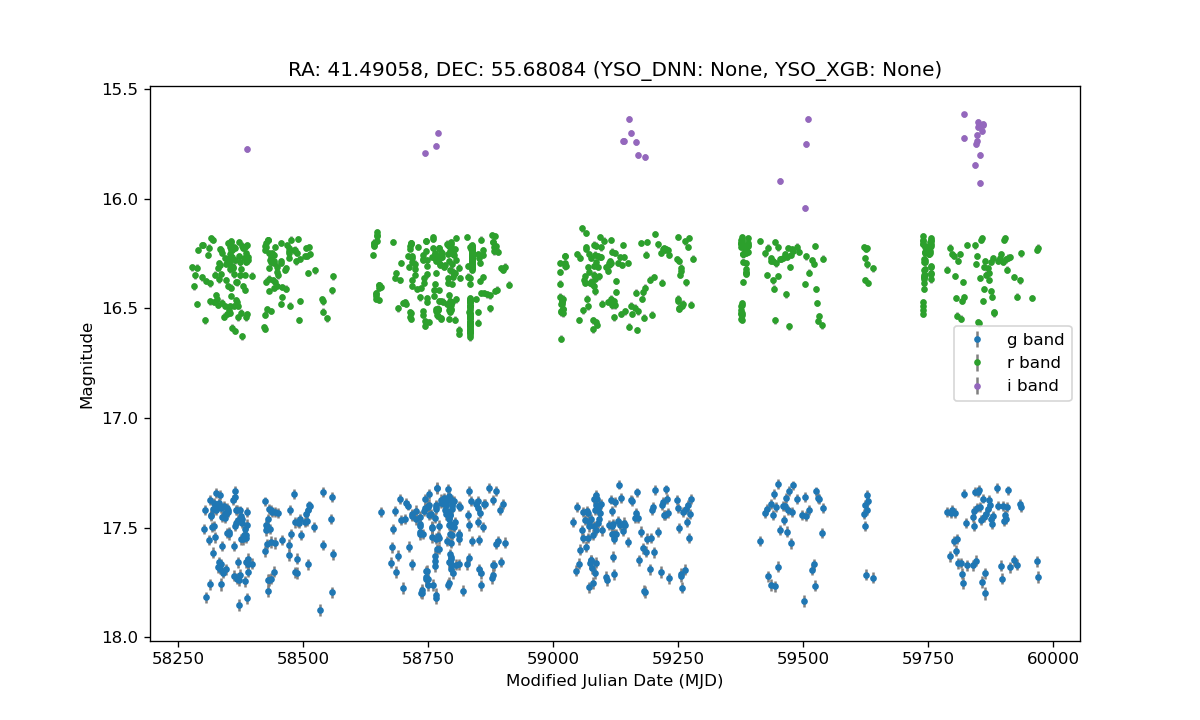 RA: 41.49058, DEC: 55.68084 (YSO_DNN: None, YSO_XGB: None)
15.5
16.0
16.5
17.0
17.5
18.0
Magnitude
g band
r band
i band
58250 58500 58750 59000 59250 59500 59750 60000
Modified Julian Date (MJD)